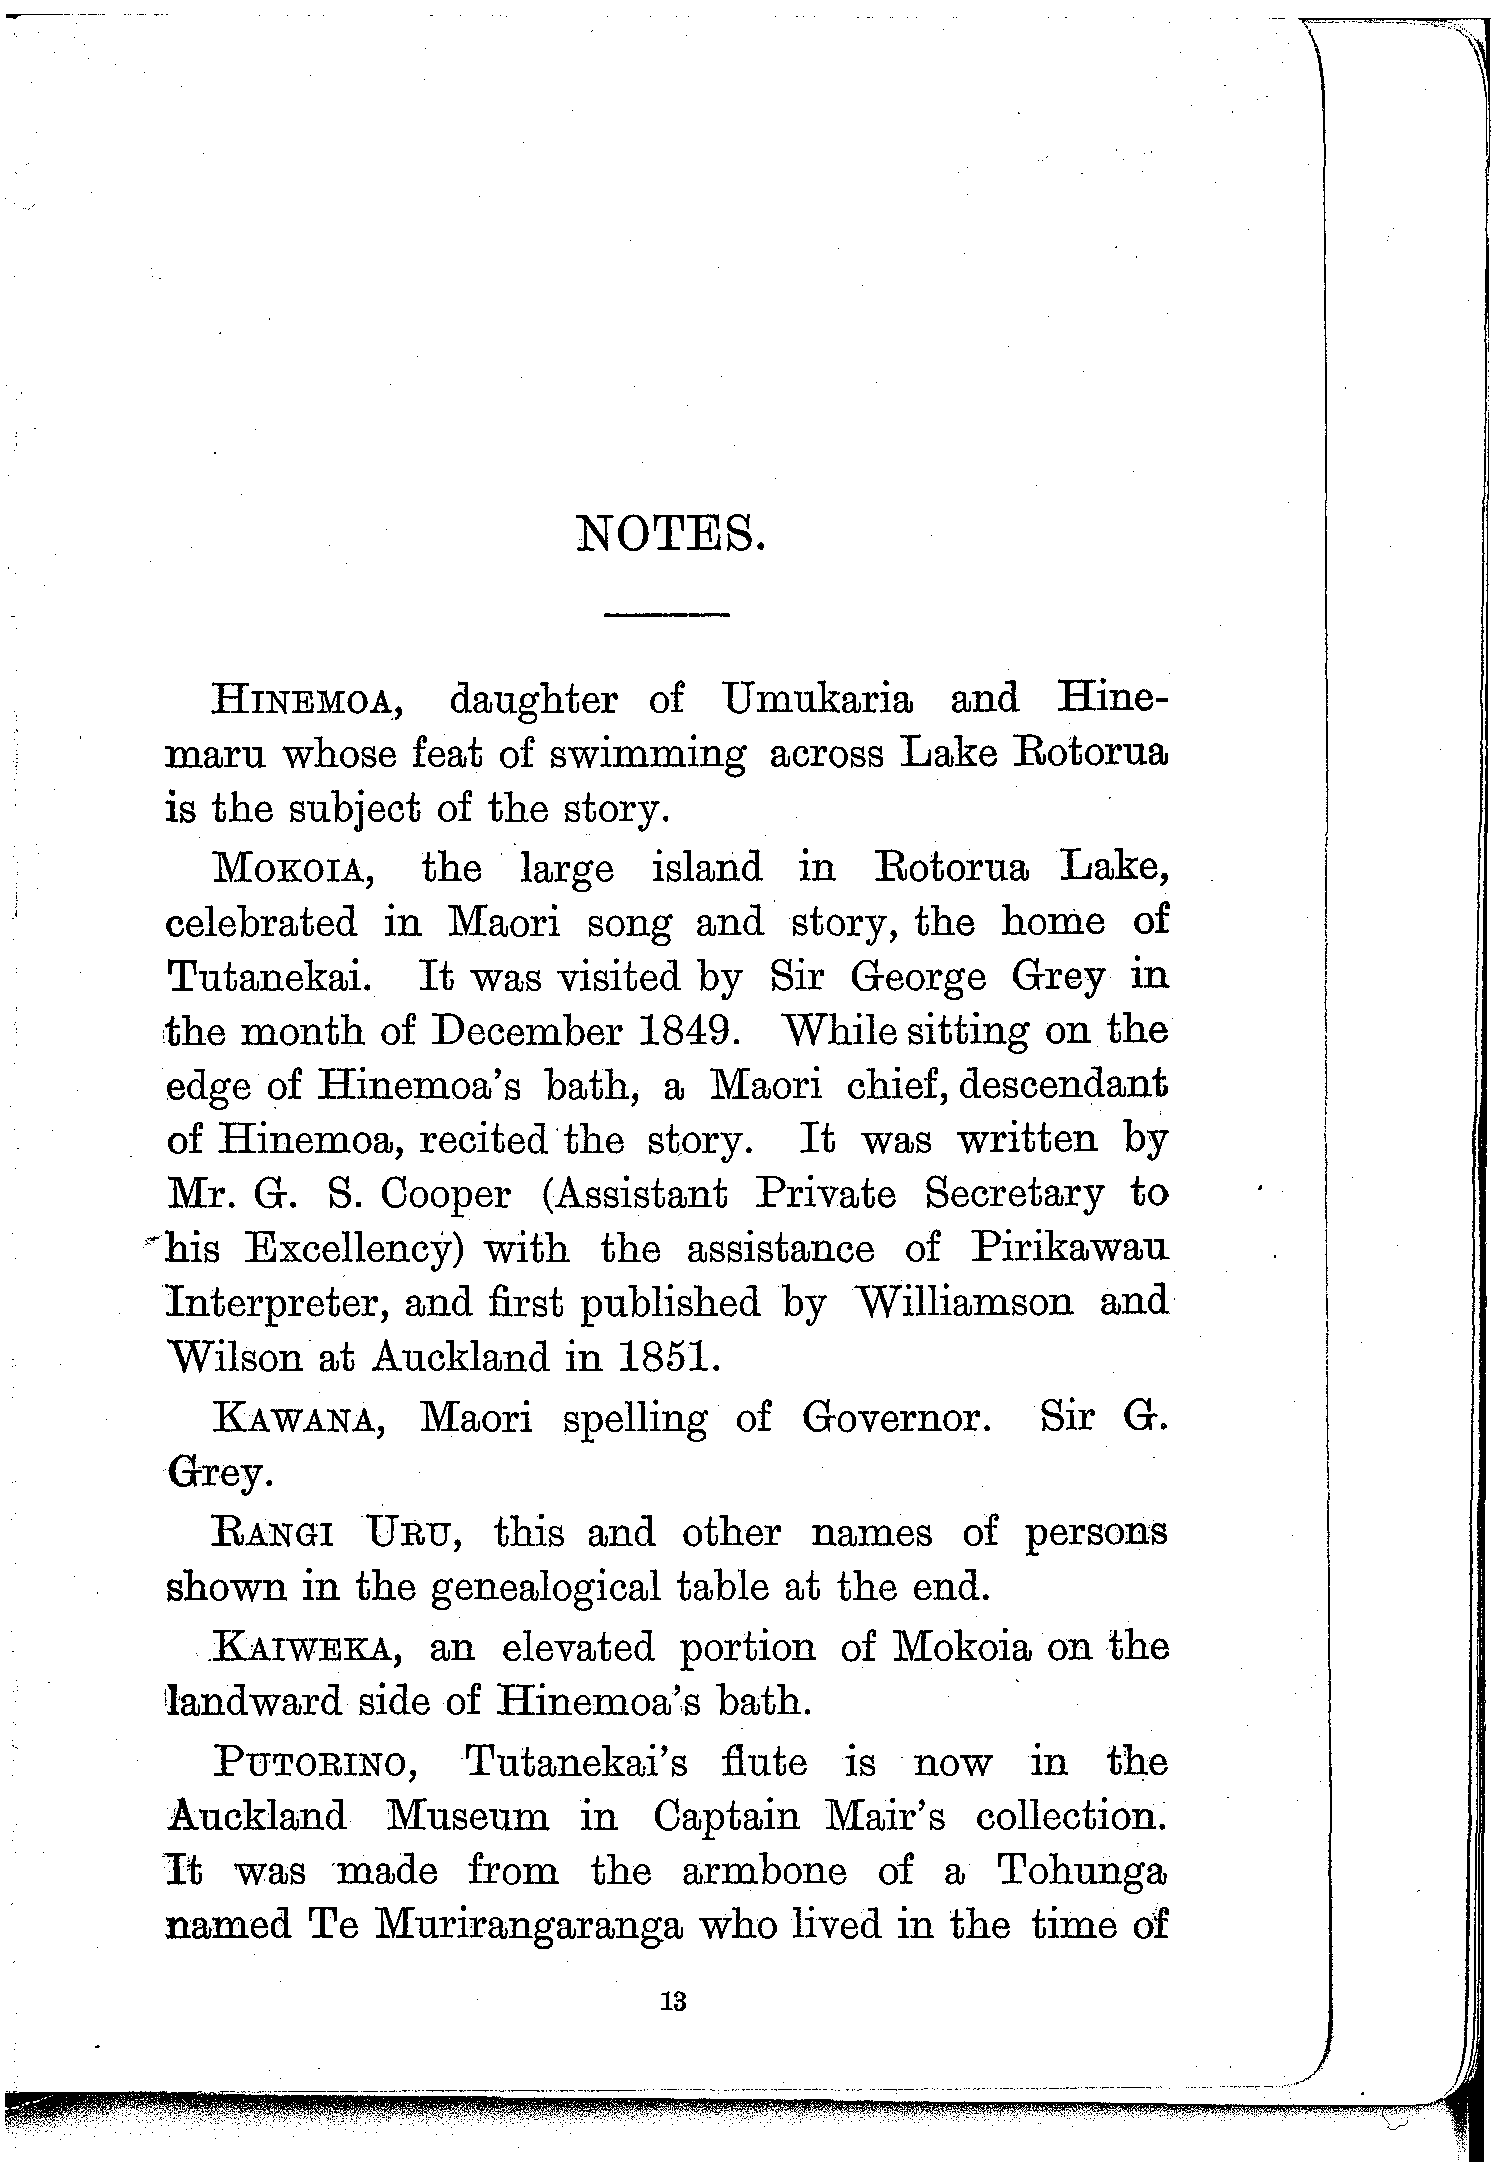 NOTES.
HINEMOA, daughter of Umukaria and Hine-
maru whose feat of swimming across Lake Rotorua
is the subject of the story.
MOKOIA, the large island in Rotorua Lake,
celebrated in Maori song and story, the home of
Tutanekai. It was visited by Sir George Grey in
the month of December 1849. While sitting on the
edge of Hinemoa's bath, a Maori chief, descendant
of Hinemoa, recited the story. It was written by
Mr. G. S. Cooper (Assistant Private Secretary to
his Excellency) with the assistance of Pirikawau
Interpreter, and first published by Williamson and
Wilson at Auckland in 1851.
KAWANA, Maori spelling of Governor. Sir G.
Grey.
RANGI URU, this and other names of persons
shown in the genealogical table at the end.
KAIWEKA, an elevated portion of Mokoia on the
landward side of Hinemoa's bath.
PUTORINO, Tutanekai's flute is now in the
Auckland Museum in Captain Mair's collection.
It was made from the armbone of a Tohunga
named Te Murirangaranga who lived in the time of
13